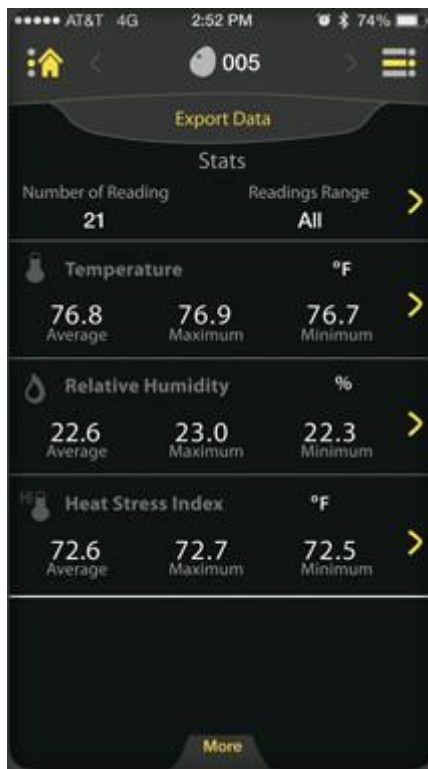 AT&T 4G 2:52 PM 74%
005
Export Data
Stats
Number of Reading Readings Range
21 All
Temperature °F
76.8 76.9 76.7
Average Maximum Minimum
Relative Humidity %
22.6 23.0 22.3
Average Maximum Minimum
HI Heat Stress Index °F
72.6 72.7 72.5
Average Maximum Minimum
More